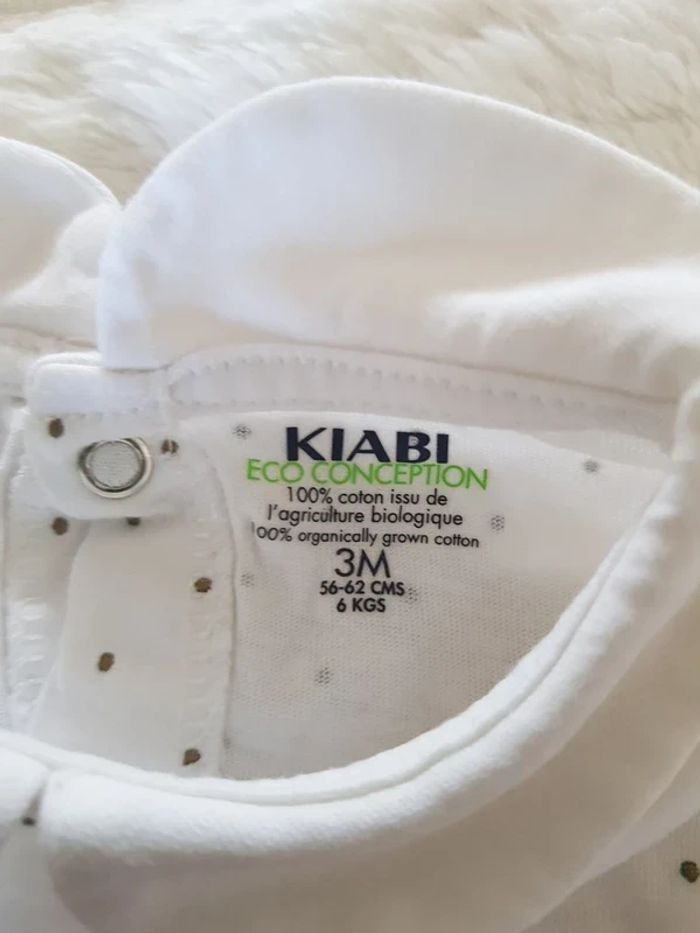 KIABI
ECO CONCEPTION
100% coton issu de
l'agriculture biologique
100% organically grown cotton
3M
56-62 CMS
6 KGS